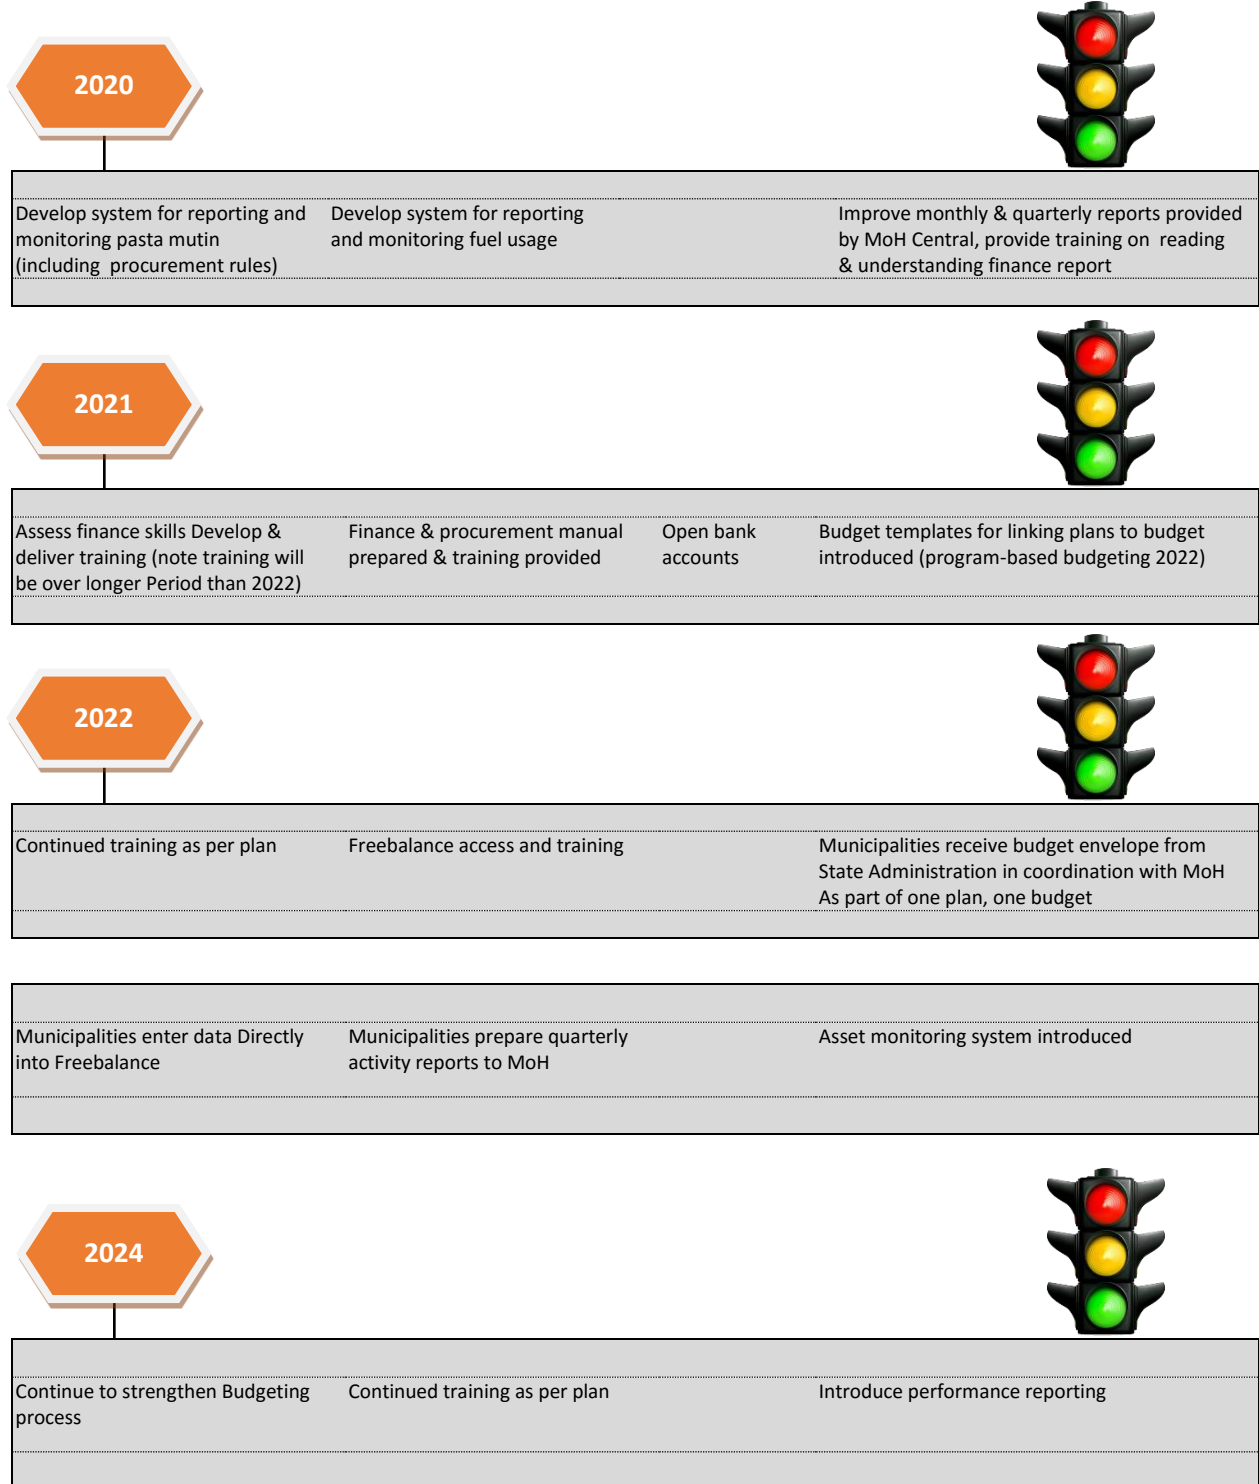 2020
Develop system for reporting and
monitoring pasta mutin
(including  procurement rules)
Develop system for reporting
and monitoring fuel usage
Improve monthly & quarterly reports provided
by MoH Central, provide training on  reading
& understanding finance report
2021
Assess finance skills Develop &
deliver training (note training will
be over longer Period than 2022)
Finance & procurement manual
prepared & training provided
Open bank
accounts
Budget templates for linking plans to budget
introduced (program-based budgeting 2022)
2022
Continued training as per plan
Freebalance access and training
Municipalities receive budget envelope from
State Administration in coordination with MoH
As part of one plan, one budget
Municipalities enter data Directly
into Freebalance
Municipalities prepare quarterly
activity reports to MoH
Asset monitoring system introduced
2024
Continue to strengthen Budgeting
process
Continued training as per plan
Introduce performance reporting